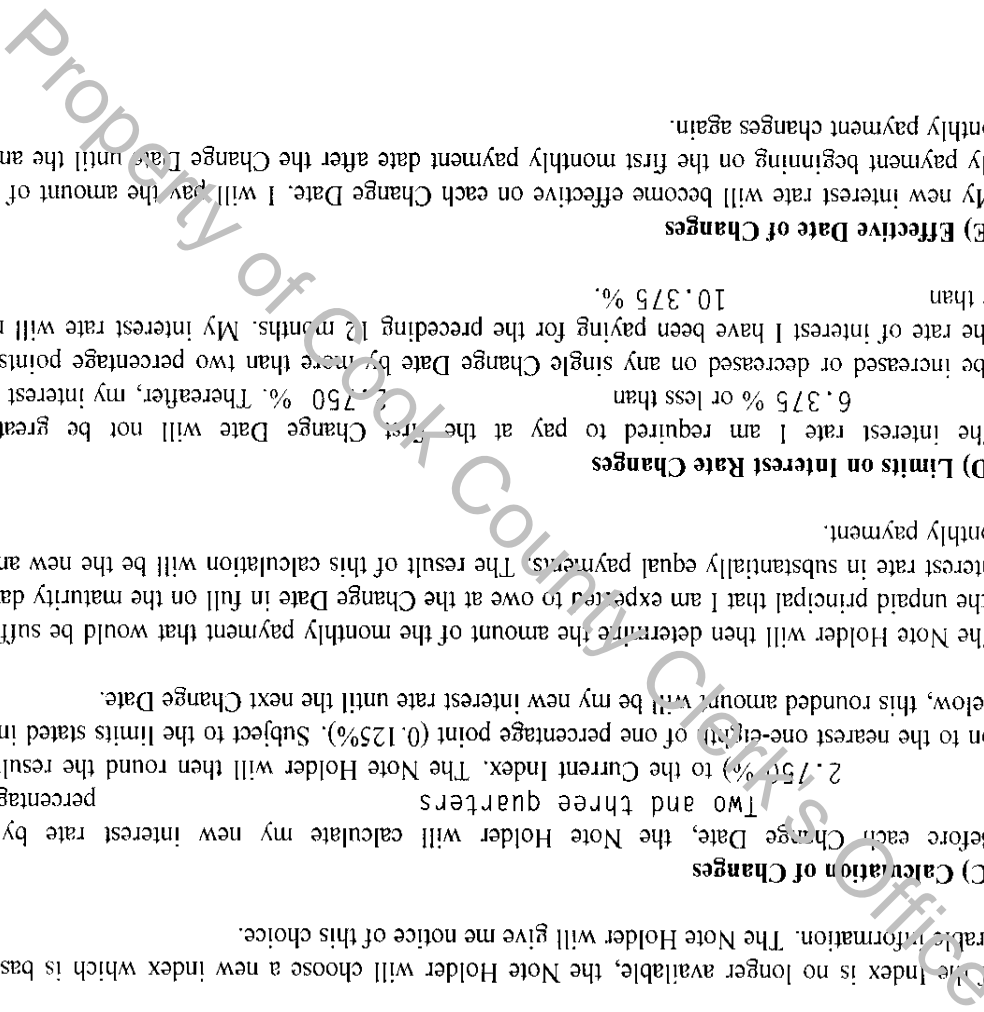 f the Index is no longer available, the Note Holder will choose a new index which is bas
rable information. The Note Holder will give me notice of this choice.
C) Calculation of Changes
Before each Change Date, the Note Holder will calculate my new interest rate by
Two and three quarters percentag
2.750 %) to the Current Index. The Note Holder will then round the resul
on to the nearest one-eighth of one percentage point (0.125%). Subject to the limits stated in
elow, this rounded amount will be my new interest rate until the next Change Date.
The Note Holder will then determine the amount of the monthly payment that would be suff
the unpaid principal that I am expected to owe at the Change Date in full on the maturity da
nterest rate in substantially equal payments. The result of this calculation will be the new an
onthly payment.
D) Limits on Interest Rate Changes
The interest rate I am required to pay at the first Change Date will not be great
6.375 % or less than 2.750 %. Thereafter, my interest
be increased or decreased on any single Change Date by more than two percentage points
he rate of interest I have been paying for the preceding 12 months. My interest rate will
r than 10.375 %.
E) Effective Date of Changes
My new interest rate will become effective on each Change Date. I will pay the amount of
ly payment beginning on the first monthly payment date after the Change Date until the an
onthly payment changes again.
Property of Cook County Clerk's Office